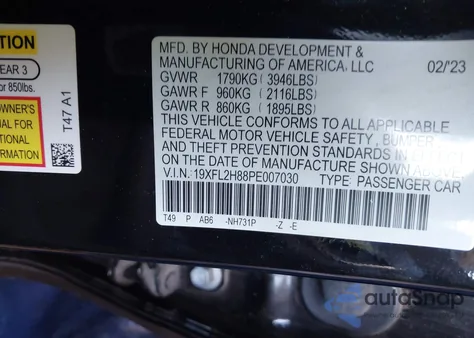 TION
EAR 3
or 850lbs.
OWNER'S
AL FOR
TIONAL
RMATION
T47 A1
MFD. BY HONDA DEVELOPMENT &
MANUFACTURING OF AMERICA, LLC 02/23
GVWR 1790KG (3946LBS)
GAWR F 960KG (2116LBS)
GAWR R 860KG (1895LBS)
THIS VEHICLE CONFORMS TO ALL APPLICABLE
FEDERAL MOTOR VEHICLE SAFETY, BUMPER,
AND THEFT PREVENTION STANDARDS IN EFFECT
ON THE DATE OF MANUFACTURE SHOWN ABOVE.
V.I.N.: 19XFL2H88PE007030 TYPE: PASSENGER CAR
T49 P AB6 -NH731P -Z -E
autoSnap